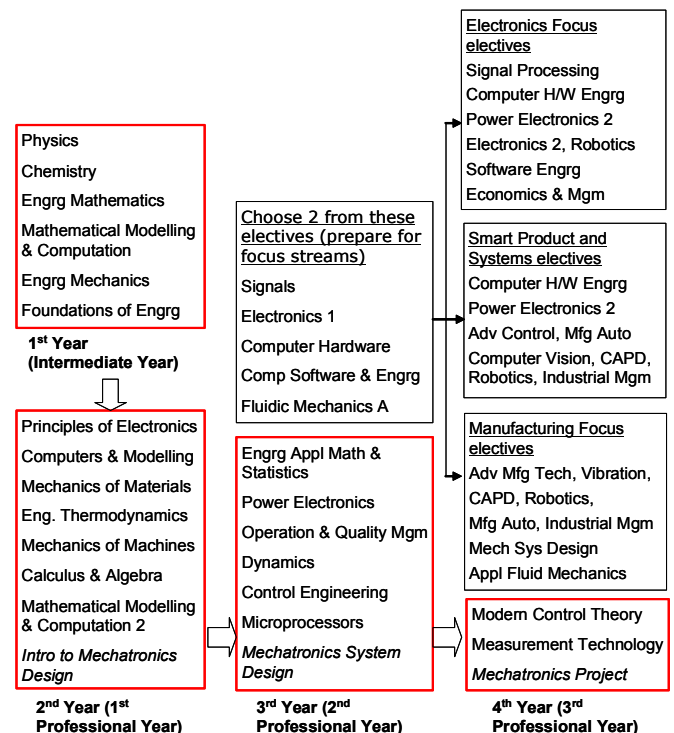 Physics
Chemistry
Engrg Mathematics
Mathematical Modelling
& Computation
Engrg Mechanics
Foundations of Engrg
1st Year
(Intermediate Year)
Principles of Electronics
Computers & Modelling
Mechanics of Materials
Eng. Thermodynamics
Mechanics of Machines
Calculus & Algebra
Mathematical Modelling
& Computation 2
Intro to Mechatronics
Design
2nd Year (1st
Professional Year)
Choose 2 from these
electives (prepare for
focus streams)
Signals
Electronics 1
Computer Hardware
Comp Software & Engrg
Fluidic Mechanics A
Engrg Appl Math &
Statistics
Power Electronics
Operation & Quality Mgm
Dynamics
Control Engineering
Microprocessors
Mechatronics System
Design
3rd Year (2nd
Professional Year)
Electronics Focus
electives
Signal Processing
Computer H/W Engrg
Power Electronics 2
Electronics 2, Robotics
Software Engrg
Economics & Mgm
Smart Product and
Systems electives
Computer H/W Engrg
Power Electronics 2
Adv Control, Mfg Auto
Computer Vision, CAPD,
Robotics, Industrial Mgm
Manufacturing Focus
electives
Adv Mfg Tech, Vibration,
CAPD, Robotics,
Mfg Auto, Industrial Mgm
Mech Sys Design
Appl Fluid Mechanics
Modern Control Theory
Measurement Technology
Mechatronics Project
4th Year (3rd
Professional Year)